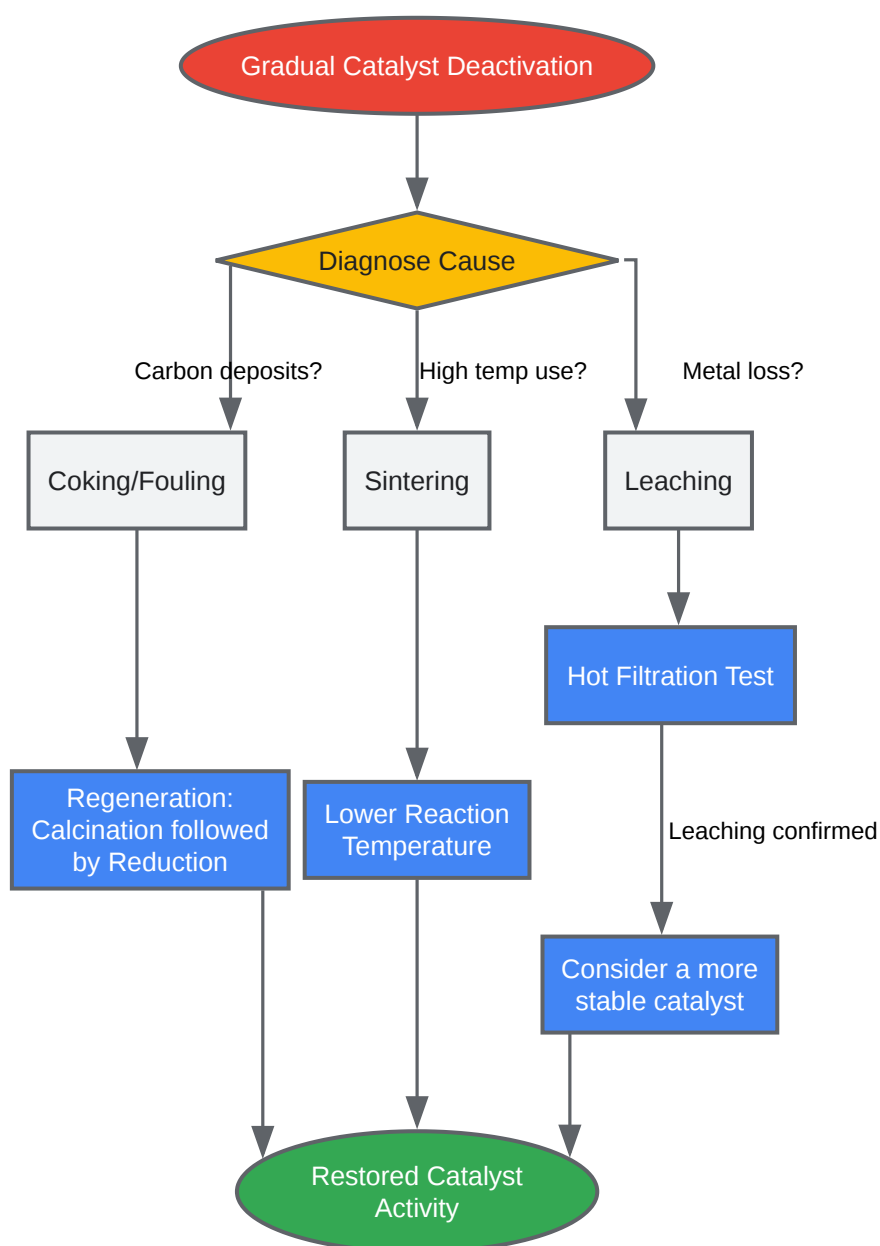 Gradual Catalyst Deactivation
Diagnose Cause
Carbon deposits?
High temp use?
Metal loss?
Coking/Fouling
Sintering
Leaching
Hot Filtration Test
Regeneration:
Calcination followed
by Reduction
Lower Reaction
Temperature
Leaching confirmed
Consider a more
stable catalyst
Restored Catalyst
Activity